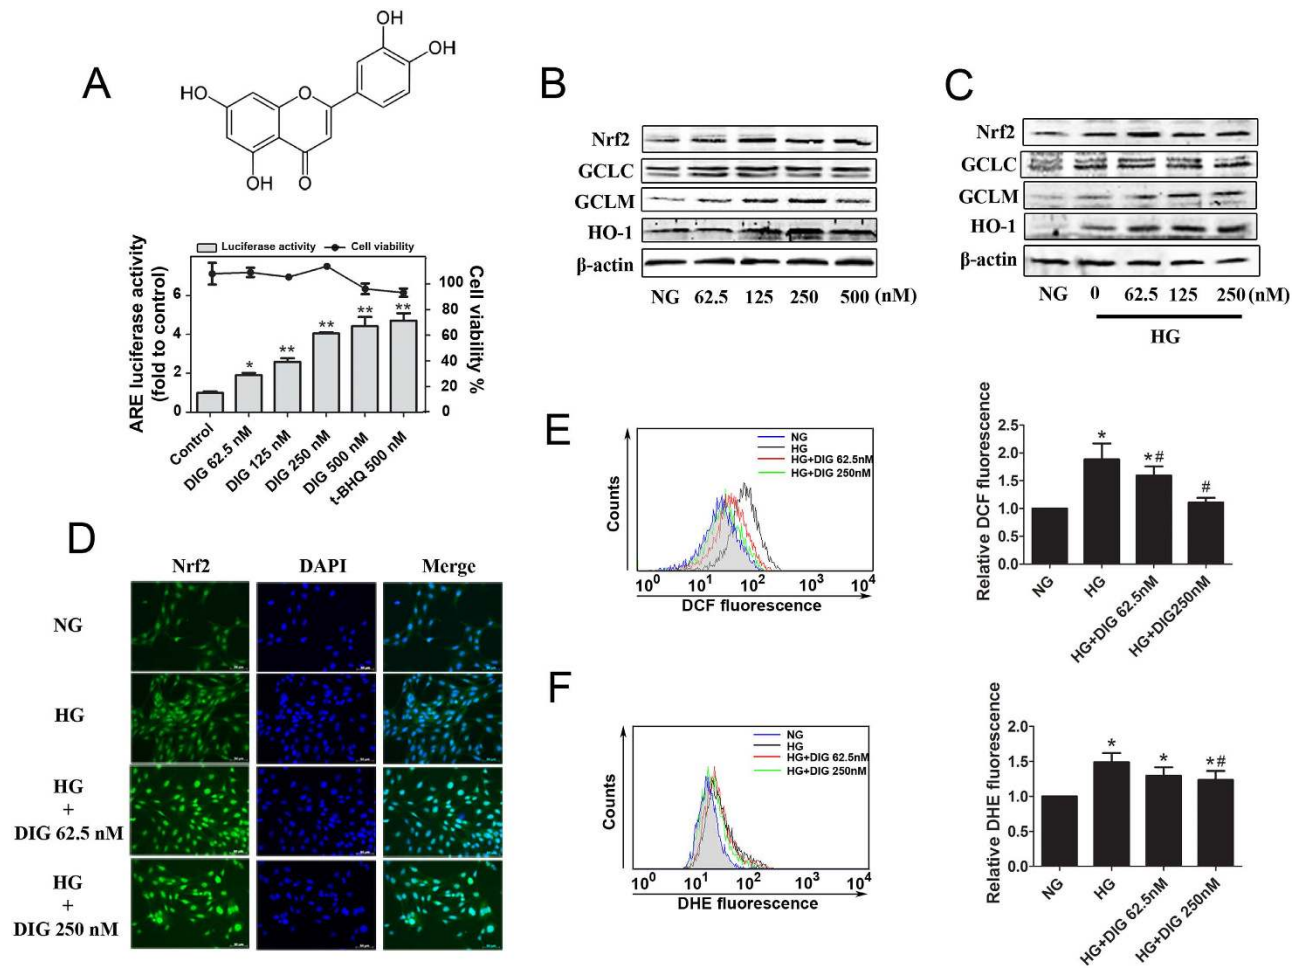 A
OH
OH
HO
O
OH
O
Luciferase activity
Cell viability
ARE luciferase activity
(fold to control)
6
4
2
0
100
80
60
40
20
0
Cell viability %
*
**
**
**
**
Control
DIG 62.5 nM
DIG 125 nM
DIG 250 nM
DIG 500 nM
t-BHQ 500 nM
B
Nrf2
GCLC
GCLM
HO-1
β-actin
NG 62.5 125 250 500 (nM)
C
Nrf2
GCLC
GCLM
HO-1
β-actin
NG 0 62.5 125 250 (nM)
HG
D
Nrf2 DAPI Merge
NG
HG
HG
+
DIG 62.5 nM
HG
+
DIG 250 nM
E
NG
HG
HG+DIG 62.5nM
HG+DIG 250nM
Counts
10⁰ 10¹ 10² 10³ 10⁴
DCF fluorescence
Relative DCF fluorescence
2.5
2.0
1.5
1.0
0.5
0.0
*
*#
#
NG
HG
HG+DIG 62.5nM
HG+DIG250nM
F
NG
HG
HG+DIG 62.5nM
HG+DIG 250nM
Counts
10⁰ 10¹ 10² 10³ 10⁴
DHE fluorescence
Relative DHE fluorescence
2.0
1.5
1.0
0.5
0.0
*
*
*#
NG
HG
HG+DIG 62.5nM
HG+DIG 250nM